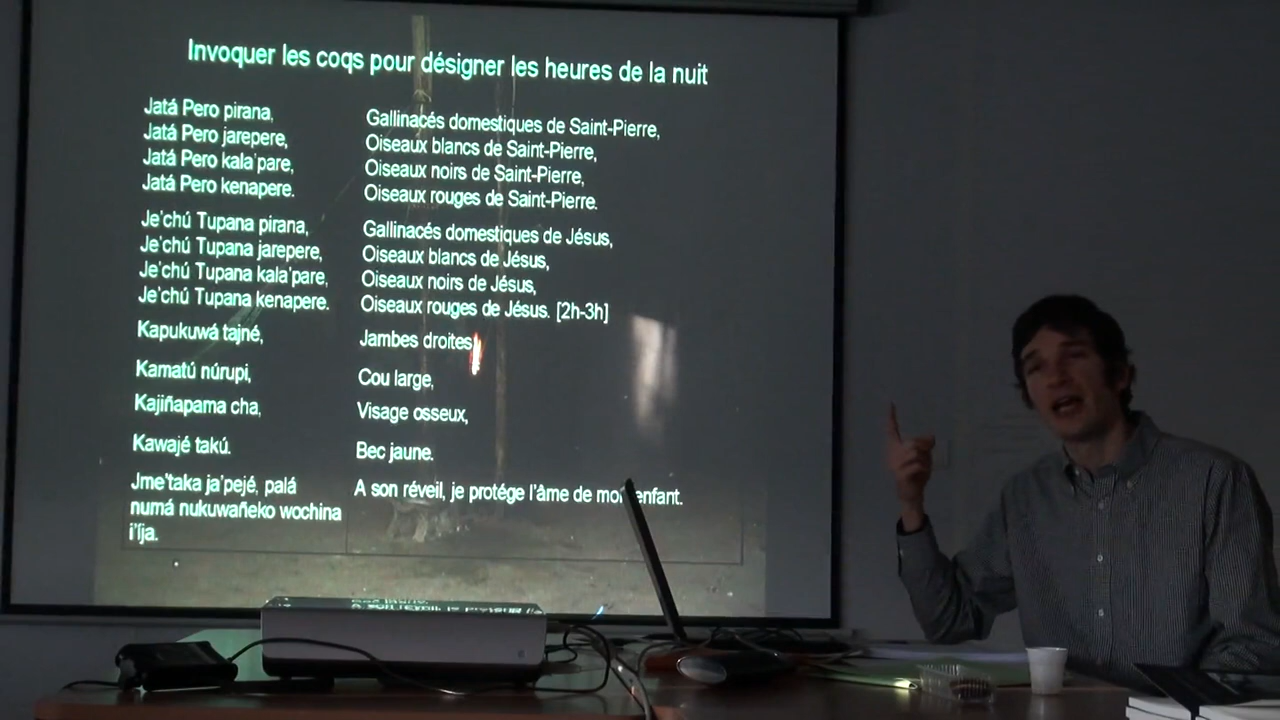 Invoquer les coqs pour désigner les heures de la nuit
Jatá Pero pirana,
Jatá Pero jarepere,
Jatá Pero kala'pare,
Jatá Pero kenapere.
Je'chú Tupana pirana,
Je'chú Tupana jarepere,
Je'chú Tupana kala'pare,
Je'chú Tupana kenapere.
Kapukuwá tajné,
Kamatú núrupi,
Kajiñapama cha,
Kawajé takú.
Jme'taka ja'pejé, palá
numá nukuwañeko wochina
i'lja.
Gallinacés domestiques de Saint-Pierre,
Oiseaux blancs de Saint-Pierre,
Oiseaux noirs de Saint-Pierre,
Oiseaux rouges de Saint-Pierre.
Gallinacés domestiques de Jésus,
Oiseaux blancs de Jésus,
Oiseaux noirs de Jésus,
Oiseaux rouges de Jésus. [2h-3h]
Jambes droites
Cou large,
Visage osseux,
Bec jaune.
A son réveil, je protége l'âme de mon enfant.